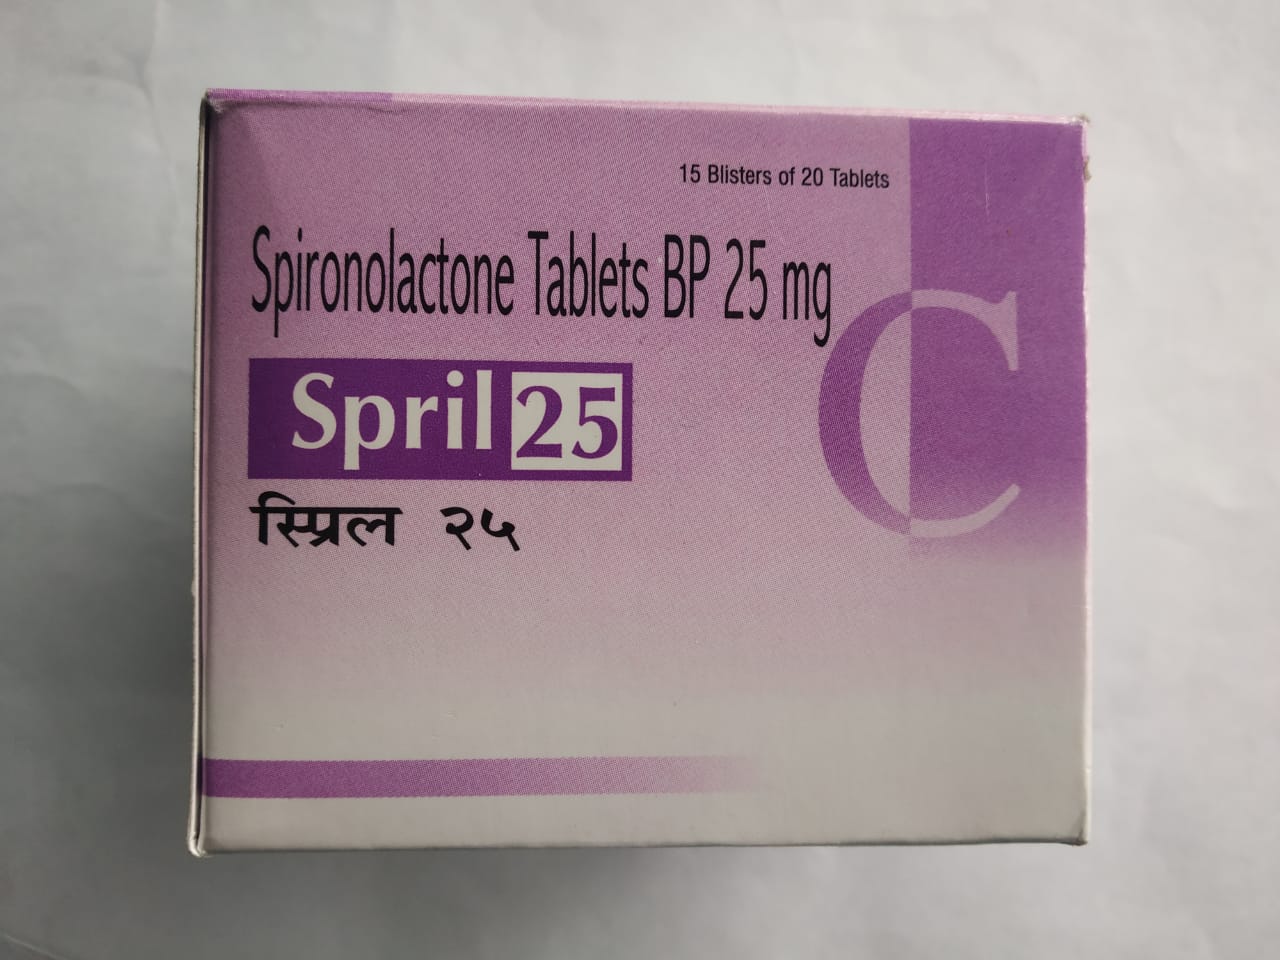 15 Blisters of 20 Tablets
Spironolactone Tablets BP 25 mg
Spril 25
स्प्रिल २५
C